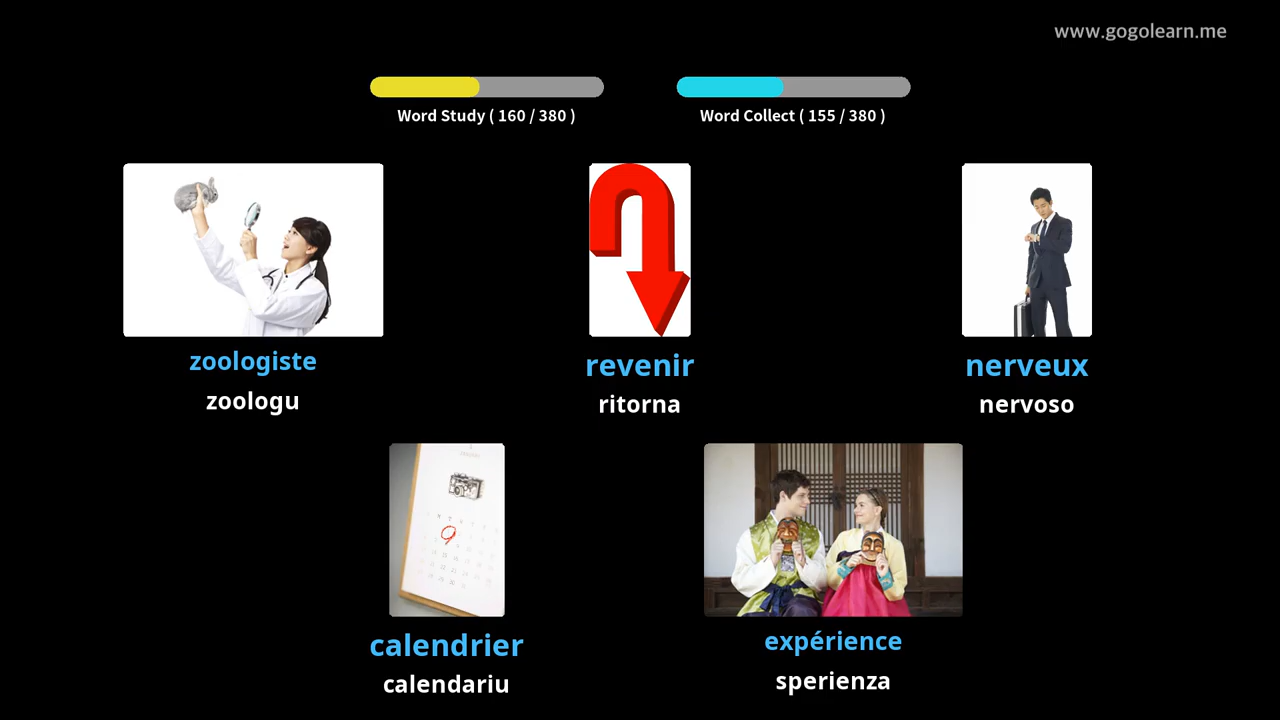 www.gogolearn.me
Word Study ( 160 / 380 )
Word Collect ( 155 / 380 )
zoologiste
zoologu
revenir
ritorna
nerveux
nervoso
calendrier
calendariu
expérience
sperienza